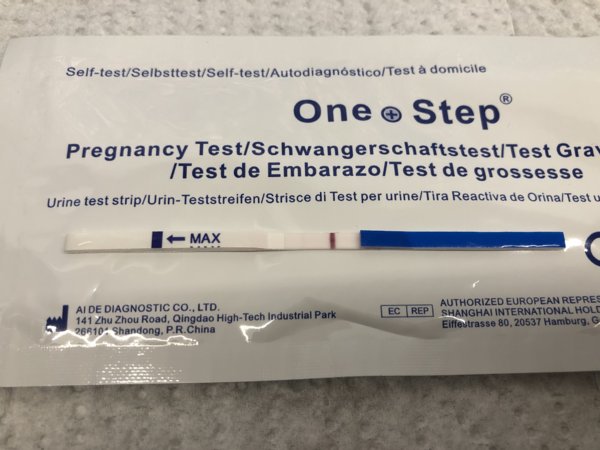 Self-test/Selbsttest/Self-test/Autodiagnóstico/Test à domicile
One Step®
Pregnancy Test/Schwangerschaftstest/Test Grav
/Test de Embarazo/Test de grossesse
Urine test strip/Urin-Teststreifen/Strisce di Test per urine/Tira Reactiva de Orina/Test u
MAX
AI DE DIAGNOSTIC CO., LTD.
141 Zhu Zhou Road, Qingdao High-Tech Industrial Park
266101 Shandong, P.R.China
EC REP
AUTHORIZED EUROPEAN REPRES
SHANGHAI INTERNATIONAL HOLD
Eiffestrasse 80, 20537 Hamburg, G